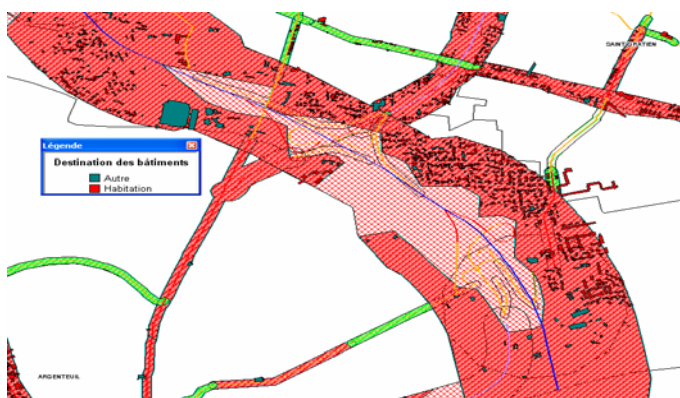 SAINT GRATIEN
Légende
Destination des bâtiments
Autre
Habitation
ARGENTEUIL